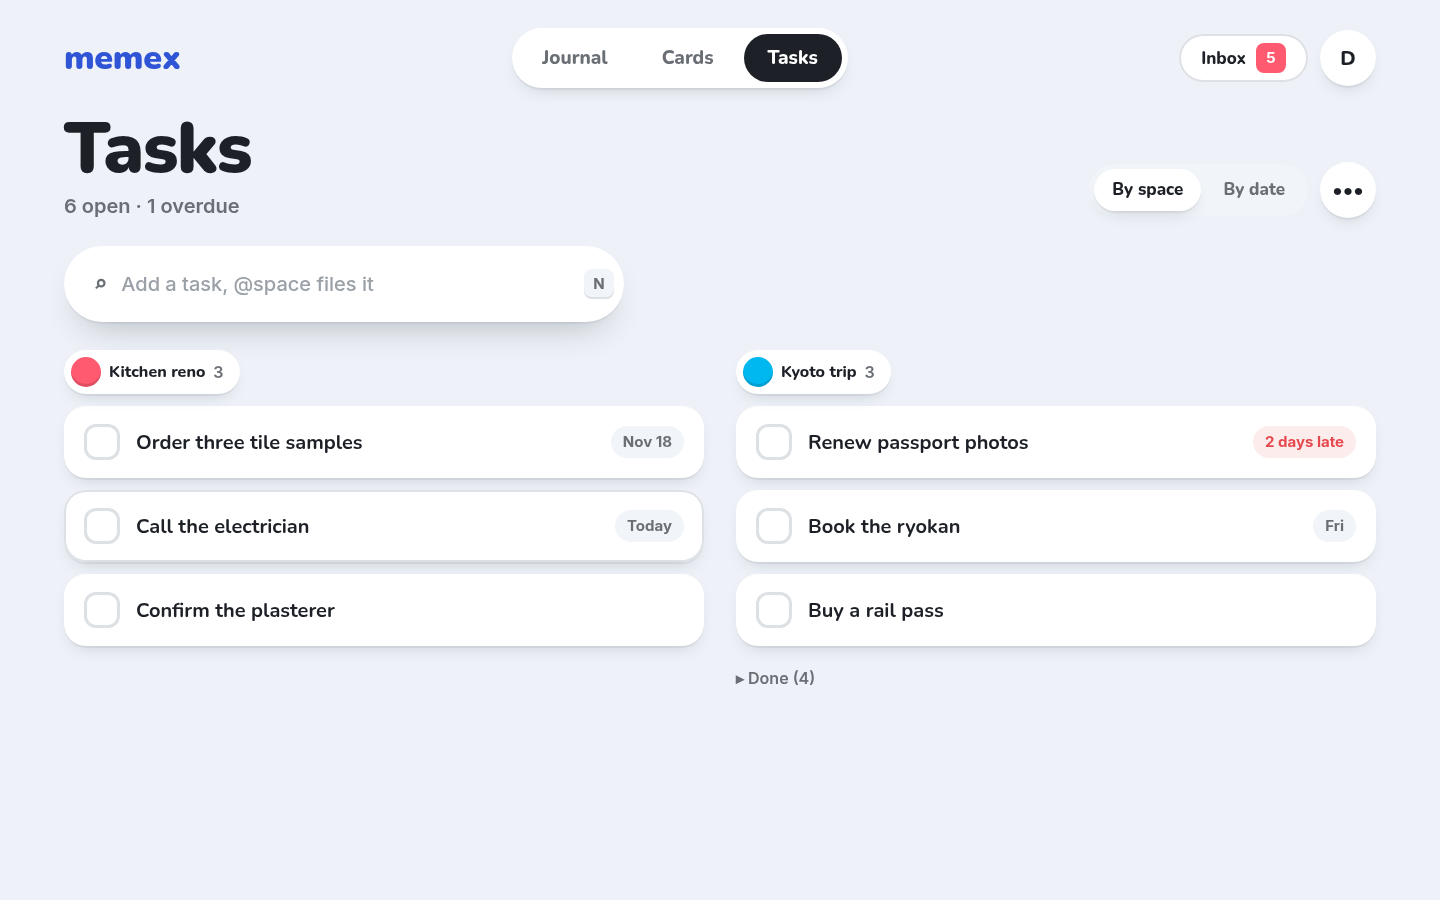 memex
Journal
Cards
Tasks
Inbox 5
D
Tasks
6 open · 1 overdue
By space
By date
•••
Add a task, @space files it
N
Kitchen reno 3
Order three tile samples
Nov 18
Call the electrician
Today
Confirm the plasterer
Kyoto trip 3
Renew passport photos
2 days late
Book the ryokan
Fri
Buy a rail pass
▸ Done (4)